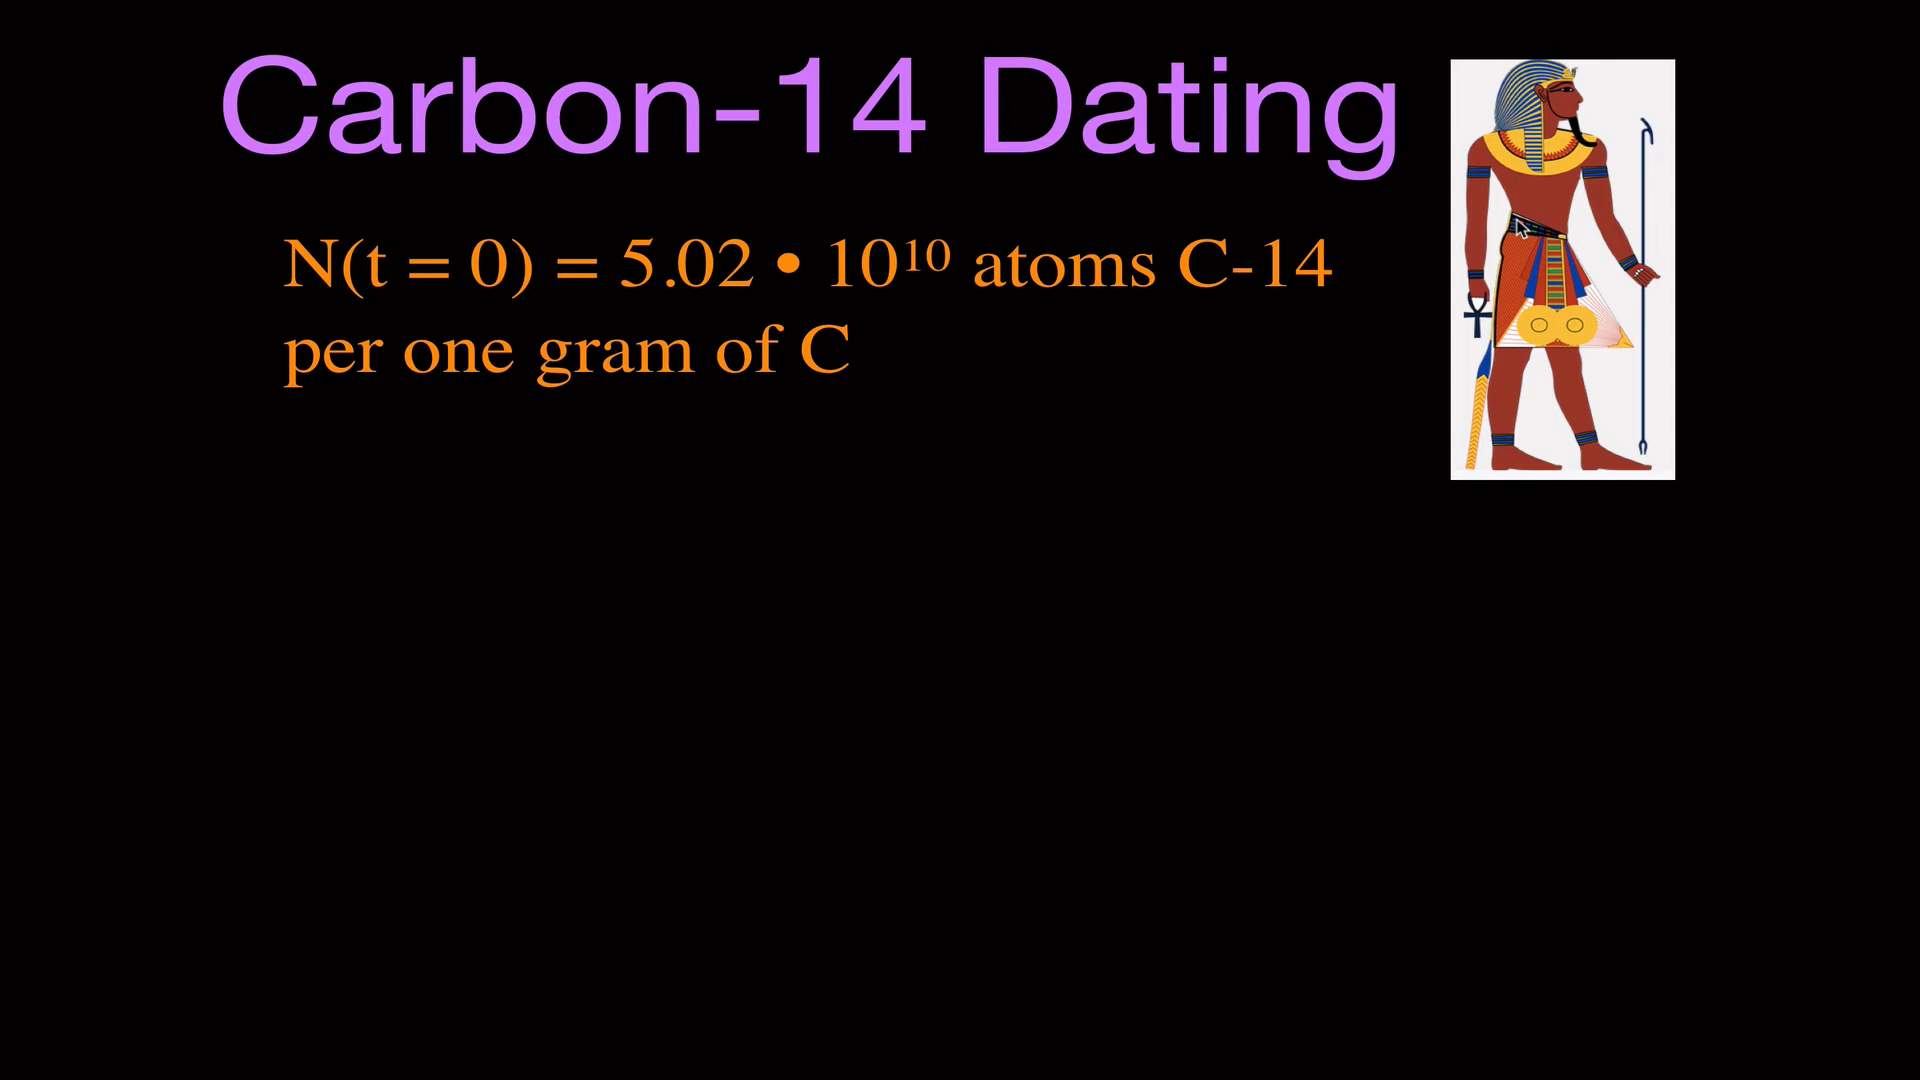 Carbon-14 Dating
N(t = 0) = 5.02 • 10¹⁰ atoms C-14
per one gram of C